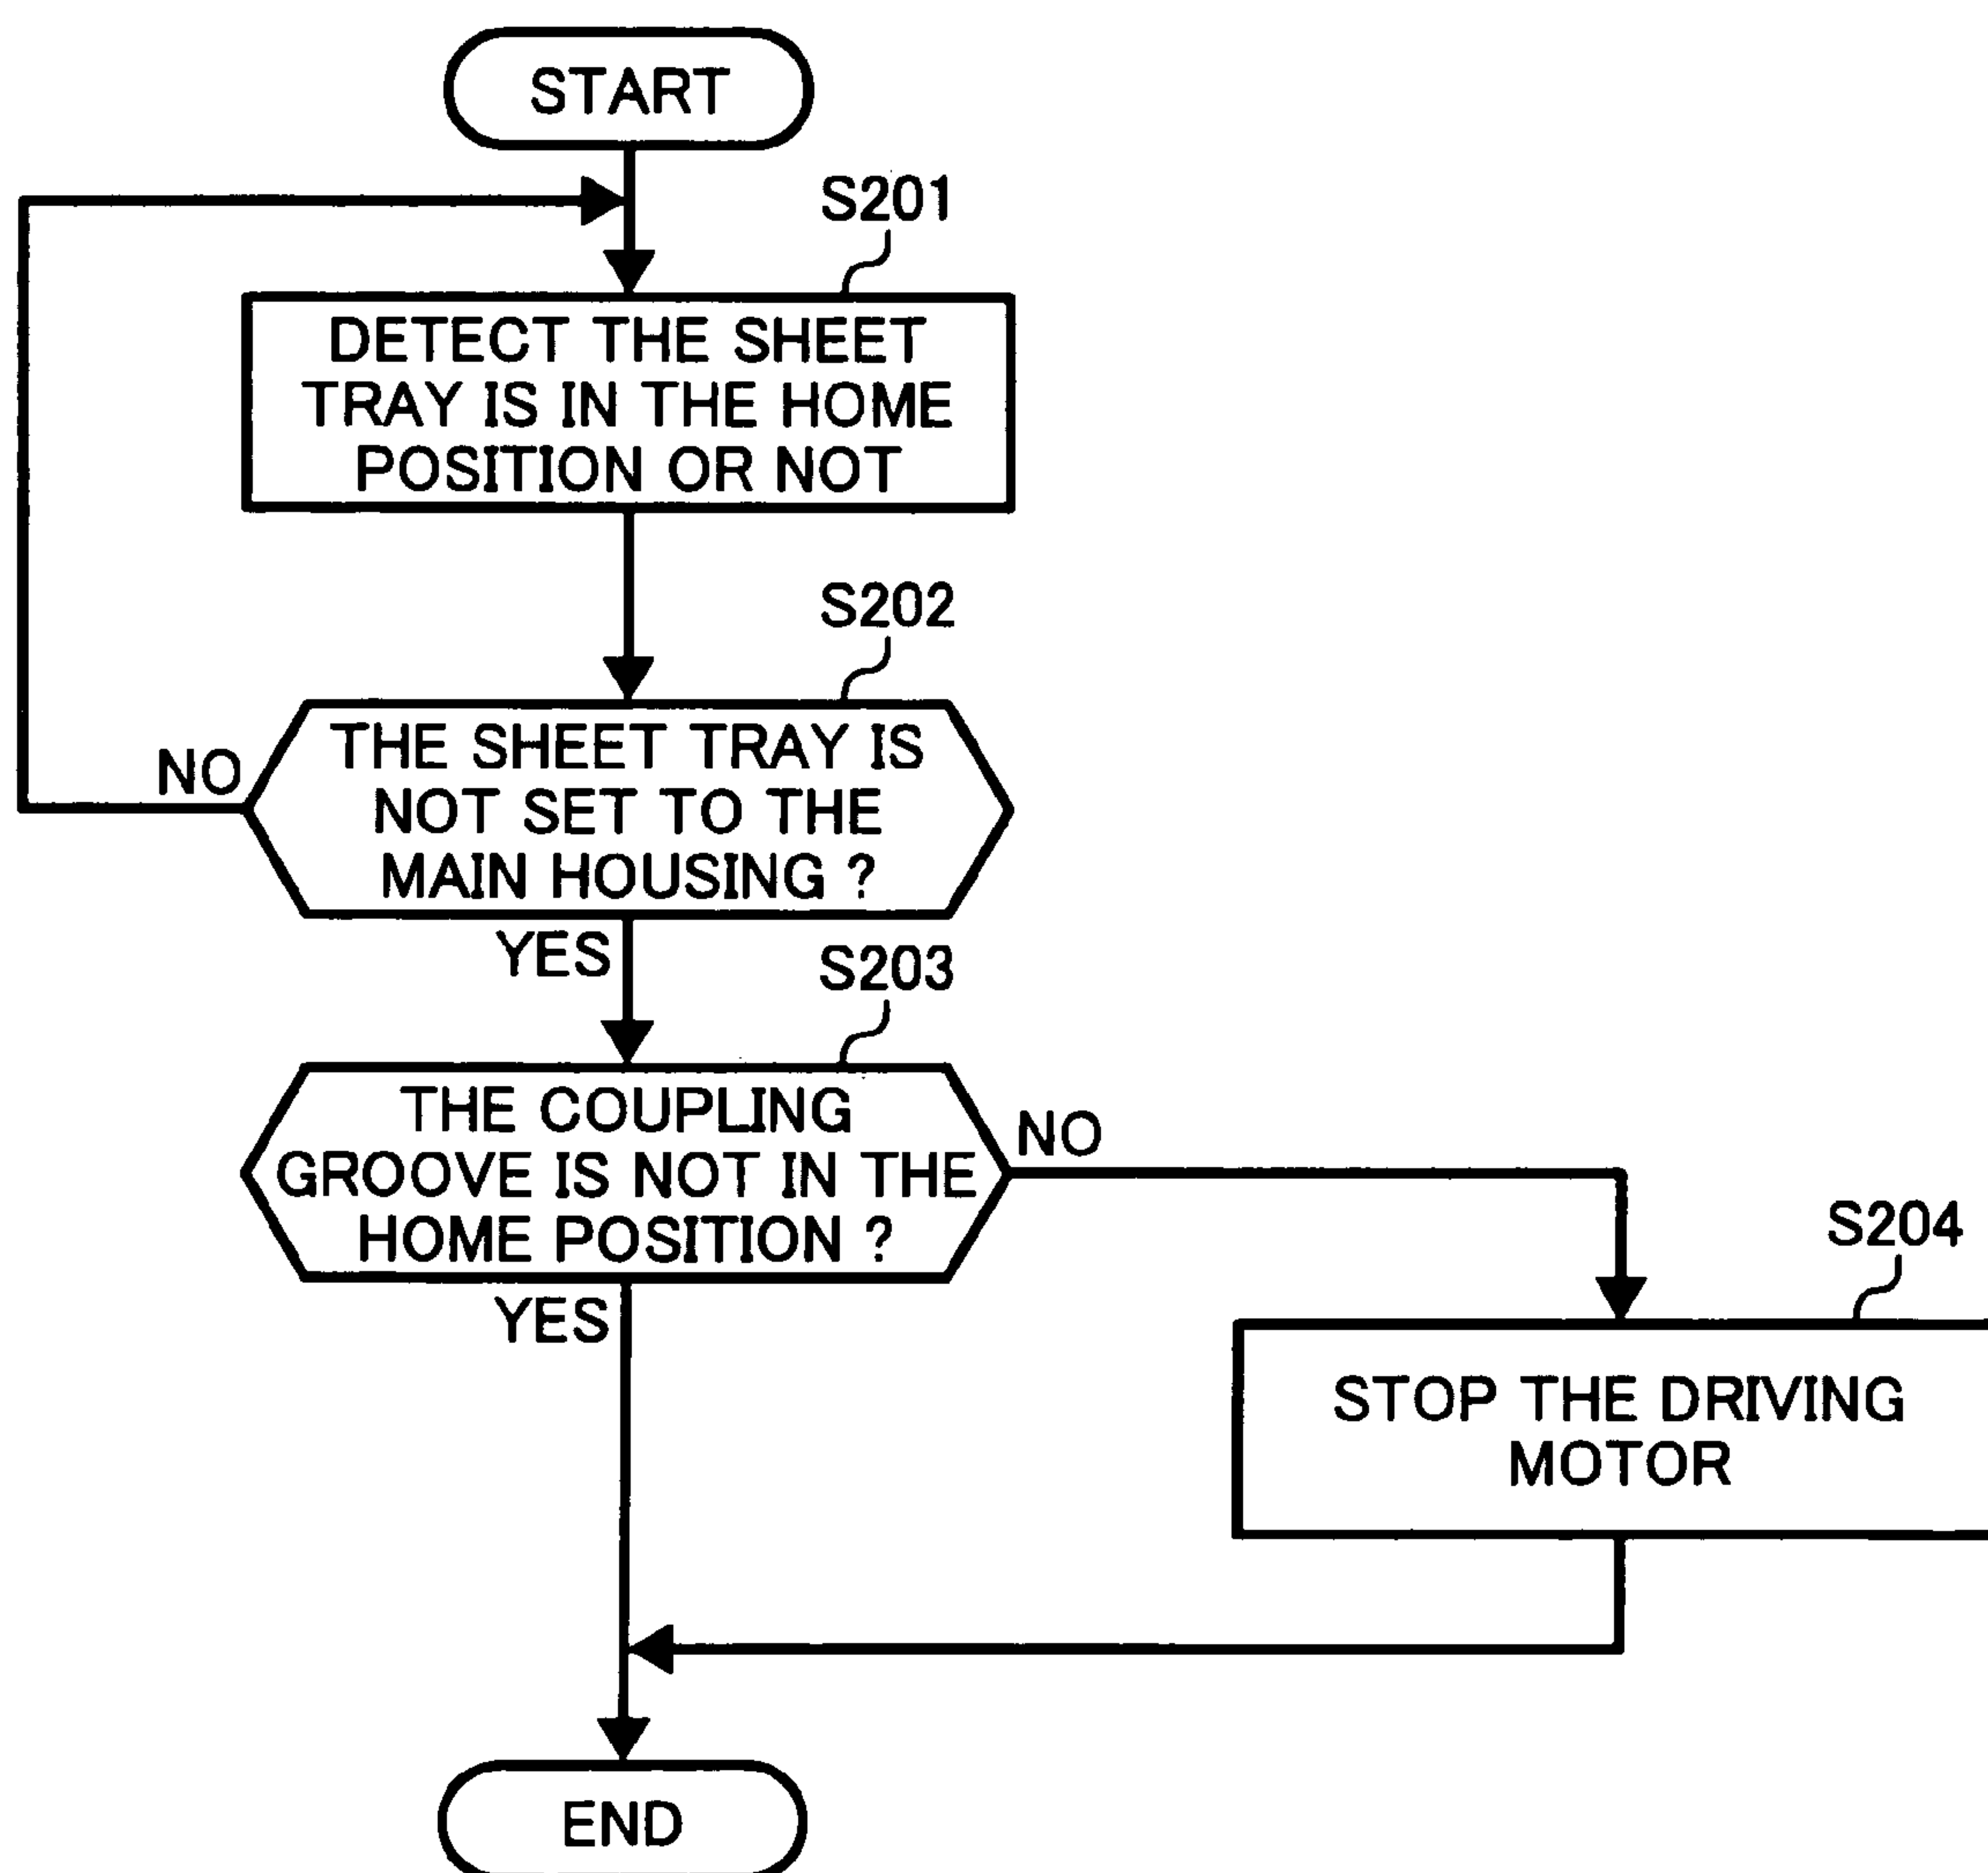 START
S201
DETECT THE SHEET
TRAY IS IN THE HOME
POSITION OR NOT
S202
THE SHEET TRAY IS
NOT SET TO THE
MAIN HOUSING ?
NO
YES
S203
THE COUPLING
GROOVE IS NOT IN THE
HOME POSITION ?
NO
YES
S204
STOP THE DRIVING
MOTOR
END